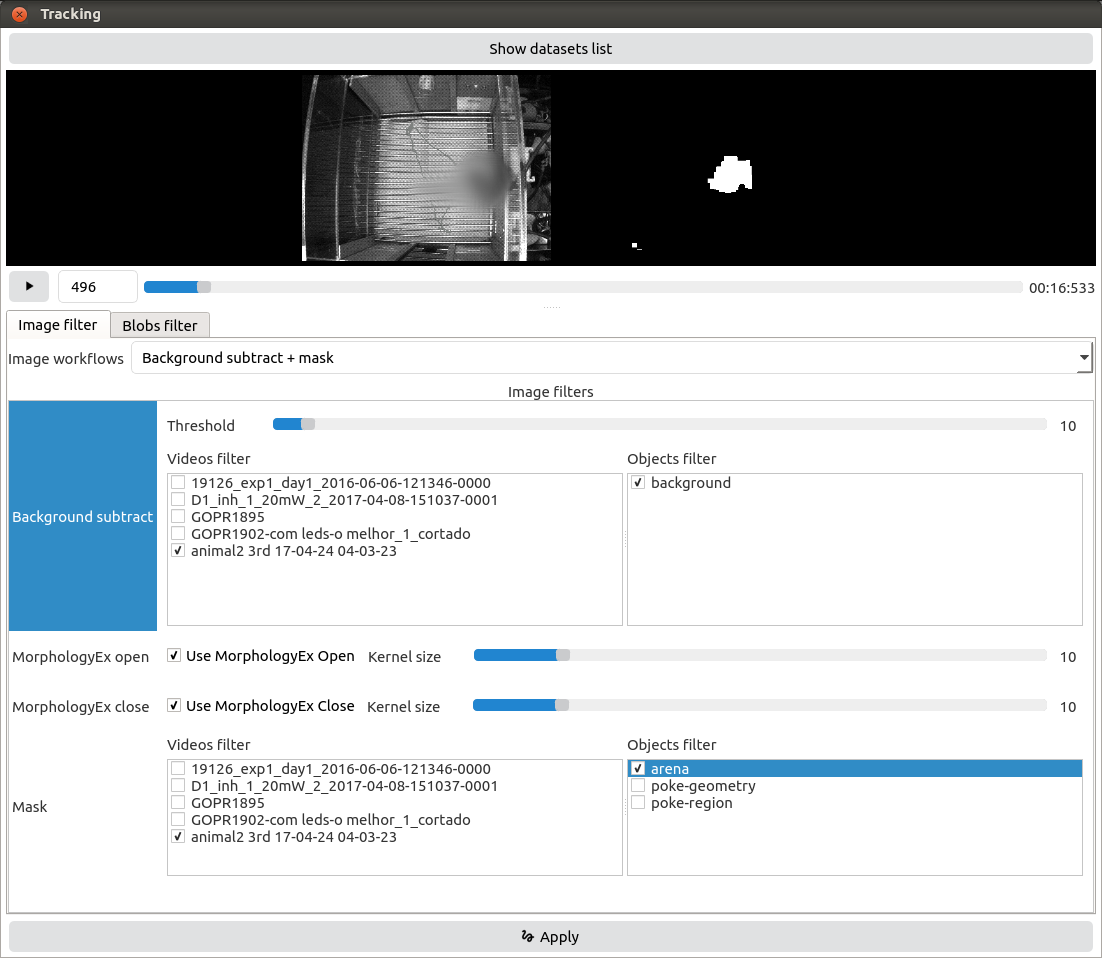 Tracking
Show datasets list
496
00:16:533
Image filter
Blobs filter
Image workflows
Background subtract + mask
Image filters
Background subtract
Threshold
10
Videos filter
Objects filter
19126_exp1_day1_2016-06-06-121346-0000
D1_inh_1_20mW_2_2017-04-08-151037-0001
GOPR1895
GOPR1902-com leds-o melhor_1_cortado
animal2 3rd 17-04-24 04-03-23
background
MorphologyEx open
Use MorphologyEx Open
Kernel size
10
MorphologyEx close
Use MorphologyEx Close
Kernel size
10
Mask
Videos filter
Objects filter
19126_exp1_day1_2016-06-06-121346-0000
D1_inh_1_20mW_2_2017-04-08-151037-0001
GOPR1895
GOPR1902-com leds-o melhor_1_cortado
animal2 3rd 17-04-24 04-03-23
arena
poke-geometry
poke-region
Apply